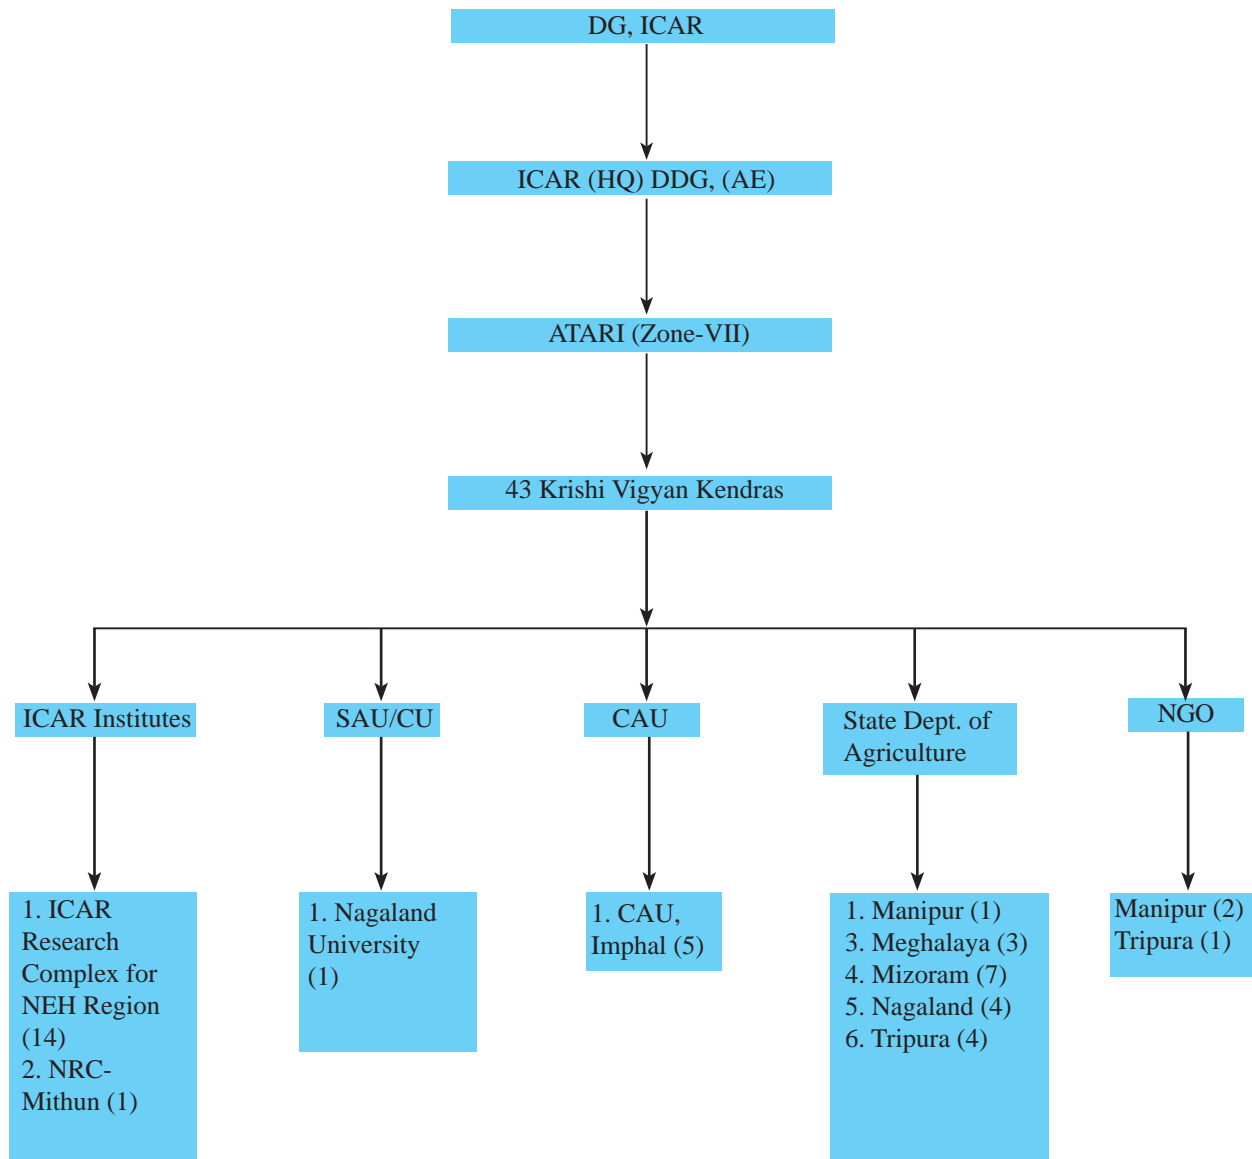 DG, ICAR
ICAR (HQ) DDG, (AE)
ATARI (Zone-VII)
43 Krishi Vigyan Kendras
ICAR Institutes
SAU/CU
CAU
State Dept. of
Agriculture
NGO
1. ICAR
Research
Complex for
NEH Region
(14)
2. NRC-
Mithun (1)
1. Nagaland
University
(1)
1. CAU,
Imphal (5)
1. Manipur (1)
3. Meghalaya (3)
4. Mizoram (7)
5. Nagaland (4)
6. Tripura (4)
Manipur (2)
Tripura (1)